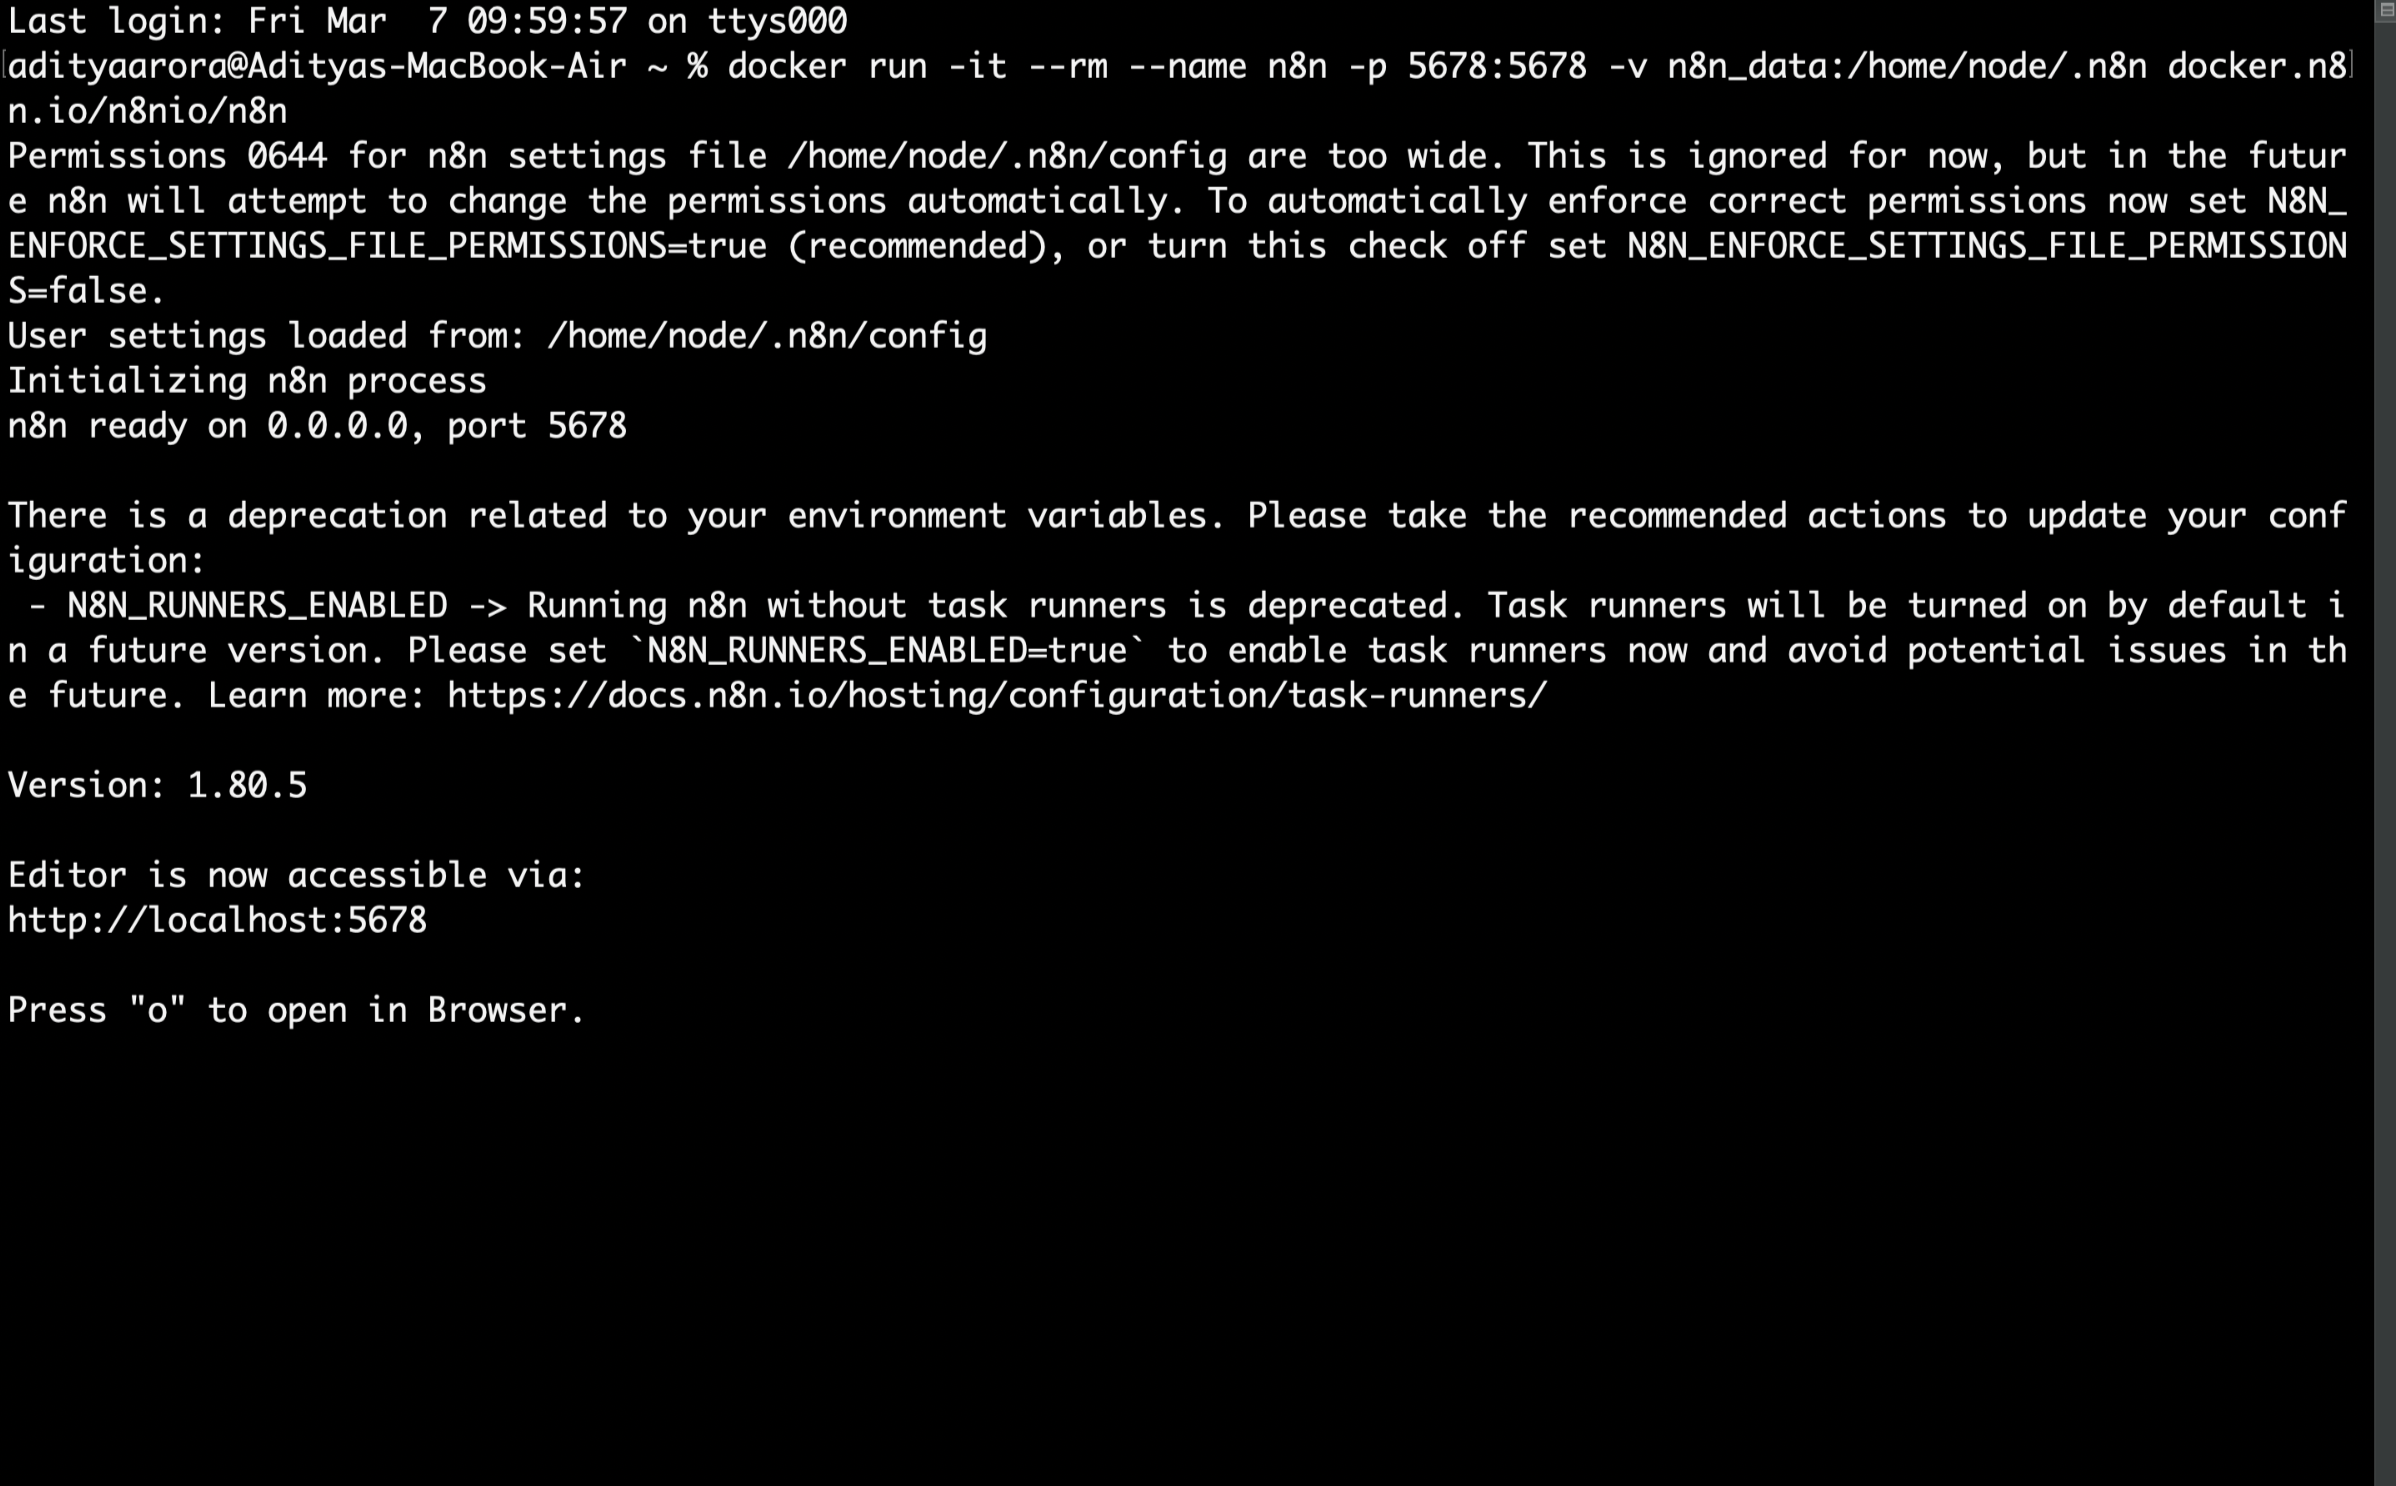 Last login: Fri Mar  7 09:59:57 on ttys000
adityaarora@Adityas-MacBook-Air ~ % docker run -it --rm --name n8n -p 5678:5678 -v n8n_data:/home/node/.n8n docker.n8
n.io/n8nio/n8n
Permissions 0644 for n8n settings file /home/node/.n8n/config are too wide. This is ignored for now, but in the futur
e n8n will attempt to change the permissions automatically. To automatically enforce correct permissions now set N8N_
ENFORCE_SETTINGS_FILE_PERMISSIONS=true (recommended), or turn this check off set N8N_ENFORCE_SETTINGS_FILE_PERMISSION
S=false.
User settings loaded from: /home/node/.n8n/config
Initializing n8n process
n8n ready on 0.0.0.0, port 5678

There is a deprecation related to your environment variables. Please take the recommended actions to update your conf
iguration:
 - N8N_RUNNERS_ENABLED -> Running n8n without task runners is deprecated. Task runners will be turned on by default i
n a future version. Please set `N8N_RUNNERS_ENABLED=true` to enable task runners now and avoid potential issues in th
e future. Learn more: https://docs.n8n.io/hosting/configuration/task-runners/

Version: 1.80.5

Editor is now accessible via:
http://localhost:5678

Press "o" to open in Browser.